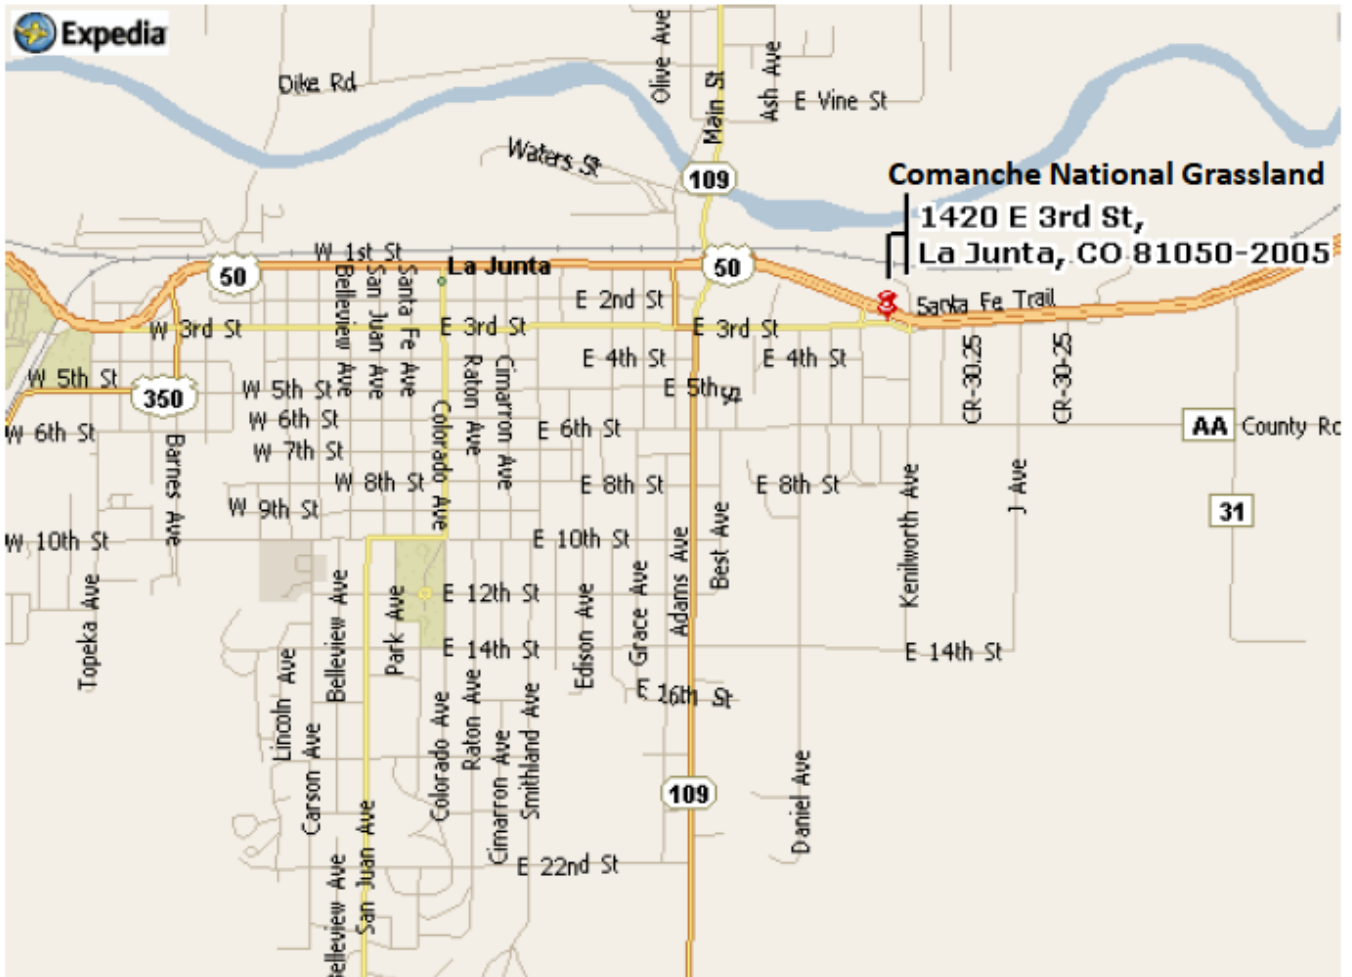 Expedia
Olive Ave
Main St
Ash Ave
Dike Rd
E Vine St
Waters St
109
Comanche National Grassland
1420 E 3rd St,
La Junta, CO 81050-2005
W 1st St
50
La Junta
50
Belleview Ave
San Juan Ave
Santa Fe Ave
E 2nd St
Santa Fe Trail
W 3rd St
E 3rd St
E 3rd St
E 4th St
E 4th St
CR-30.25
CR-30-25
W 5th St
350
W 5th St
Raton Ave
Cimarron Ave
E 5th St
W 6th St
W 6th St
Colorado Ave
E 6th St
AA
County Rd
Barnes Ave
W 7th St
W 8th St
E 8th St
E 8th St
Kenilworth Ave
J Ave
W 9th St
31
W 10th St
E 10th St
Adams Ave
Best Ave
Topeka Ave
Belleview Ave
Park Ave
E 12th St
Edison Ave
Grace Ave
Lincoln Ave
E 14th St
E 14th St
E 16th St
Carson Ave
Colorado Ave
Raton Ave
Cimarron Ave
Smithland Ave
109
Daniel Ave
San Juan Ave
Belleview Ave
E 22nd St